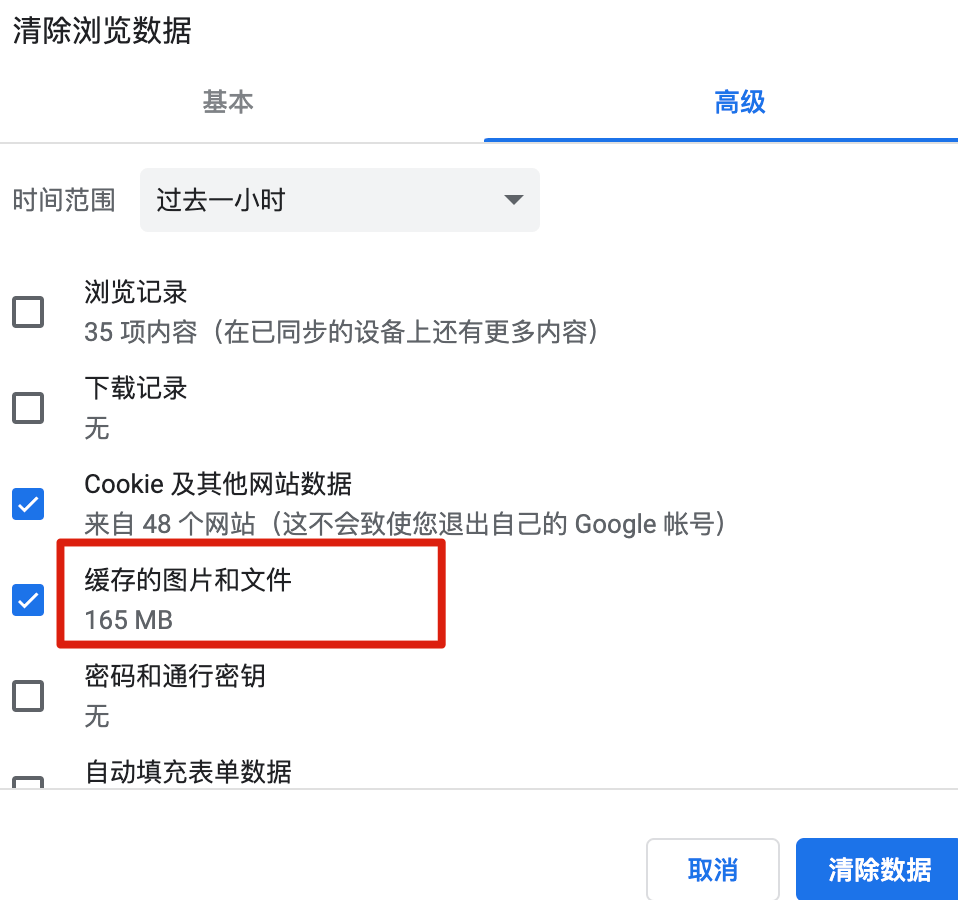 清除浏览数据
基本
高级
时间范围
过去一小时
浏览记录
35 项内容（在已同步的设备上还有更多内容）
下载记录
无
Cookie 及其他网站数据
来自 48 个网站（这不会致使您退出自己的 Google 帐号）
缓存的图片和文件
165 MB
密码和通行密钥
无
自动填充表单数据
取消
清除数据